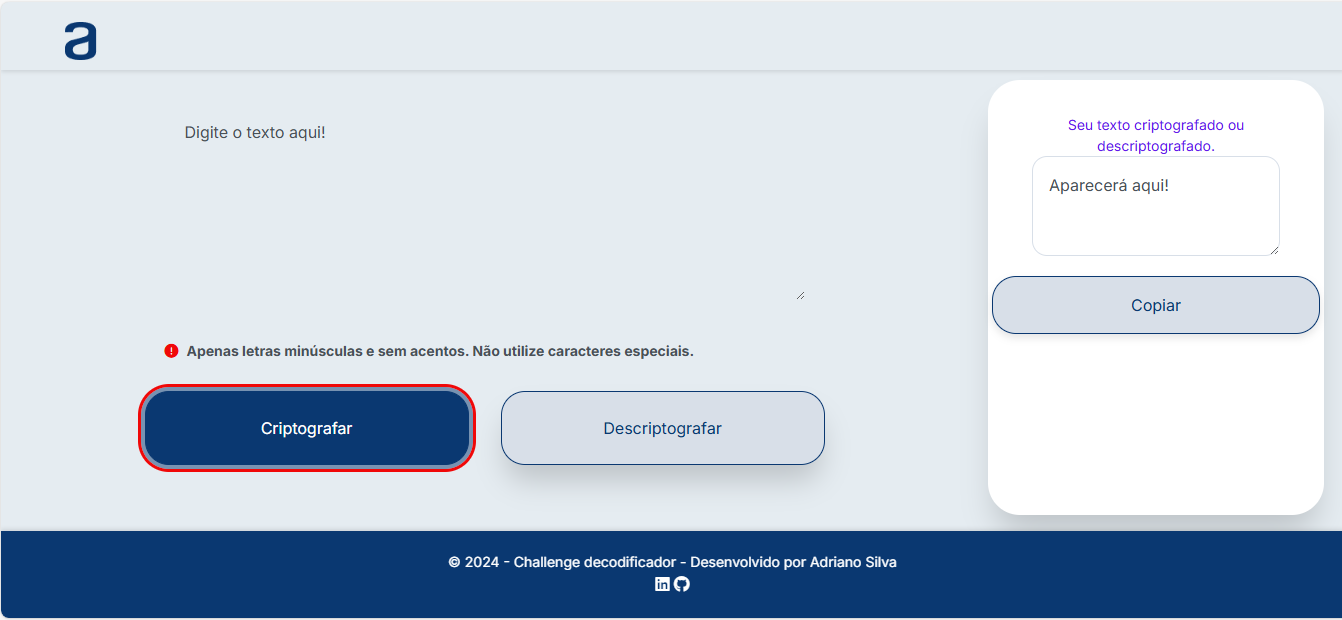 a
Digite o texto aqui!
Apenas letras minúsculas e sem acentos. Não utilize caracteres especiais.
Criptografar
Descriptografar
Seu texto criptografado ou
descriptografado.
Aparecerá aqui!
Copiar
© 2024 - Challenge decodificador - Desenvolvido por Adriano Silva
in